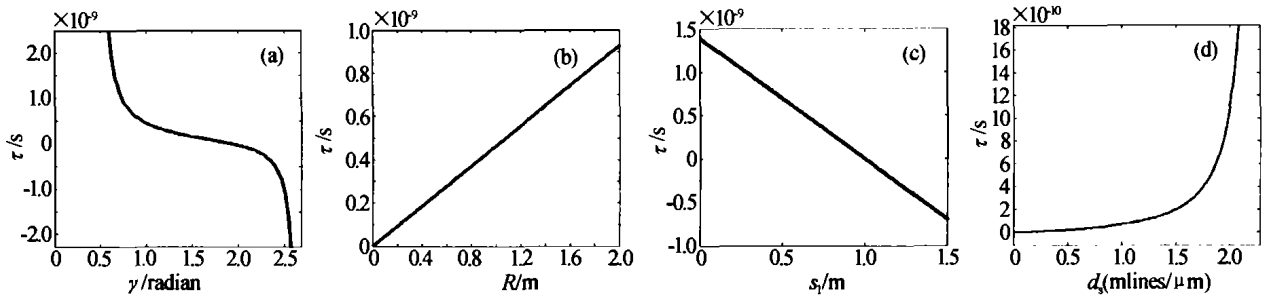 ×10⁻⁹
2.0
1.0
0
-1.0
-2.0
τ/s
(a)
0 0.5 1.0 1.5 2.0 2.5
γ/radian
×10⁻⁹
1.0
0.8
0.6
0.4
0.2
0
τ/s
(b)
0 0.4 0.8 1.2 1.6 2.0
R/m
×10⁻⁹
1.5
1.0
0.5
0
-0.5
-1.0
τ/s
(c)
0 0.5 1.0 1.5
s₁/m
×10⁻¹⁰
18
16
14
12
10
8
6
4
2
0
τ/s
(d)
0 0.5 1.0 1.5 2.0
dₛ(mlines/μm)